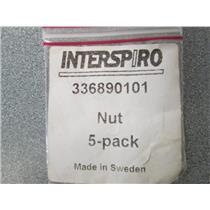 INTERSPIRO
336890101
Nut
5-pack
Made in Sweden